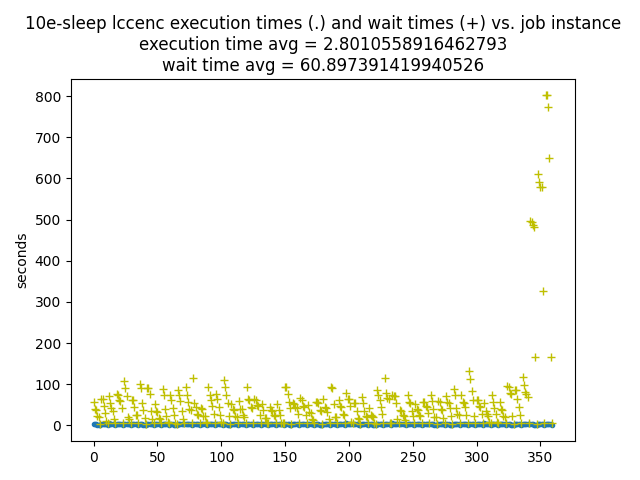 10e-sleep lccenc execution times (.) and wait times (+) vs. job instance
execution time avg = 2.8010558916462793
wait time avg = 60.897391419940526
800
700
600
500
400
300
200
100
0
seconds
0 50 100 150 200 250 300 350